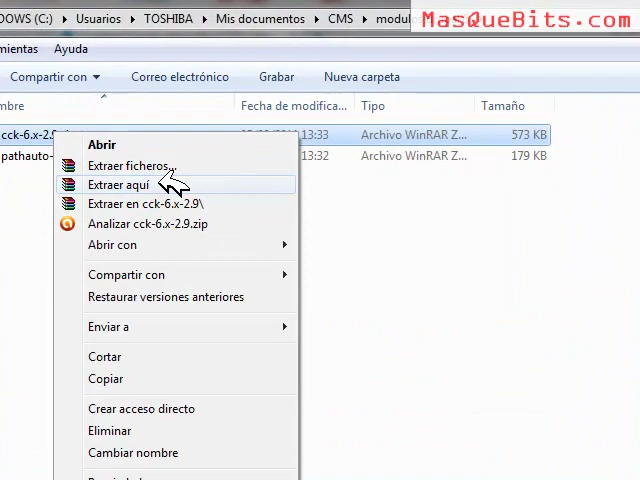 DOWS (C:) ▸ Usuarios ▸ TOSHIBA ▸ Mis documentos ▸ CMS ▸
MasQueBits.com
Ayuda
Compartir con Correo electrónico Grabar Nueva carpeta
Fecha de modifica... Tipo Tamaño
cck-6.x-2.9 13:33 Archivo WinRAR Z... 573 KB
pathauto- 13:32 Archivo WinRAR Z... 179 KB
Abrir
Extraer ficheros...
Extraer aquí
Extraer en cck-6.x-2.9\
Analizar cck-6.x-2.9.zip
Abrir con
Compartir con
Restaurar versiones anteriores
Enviar a
Cortar
Copiar
Crear acceso directo
Eliminar
Cambiar nombre